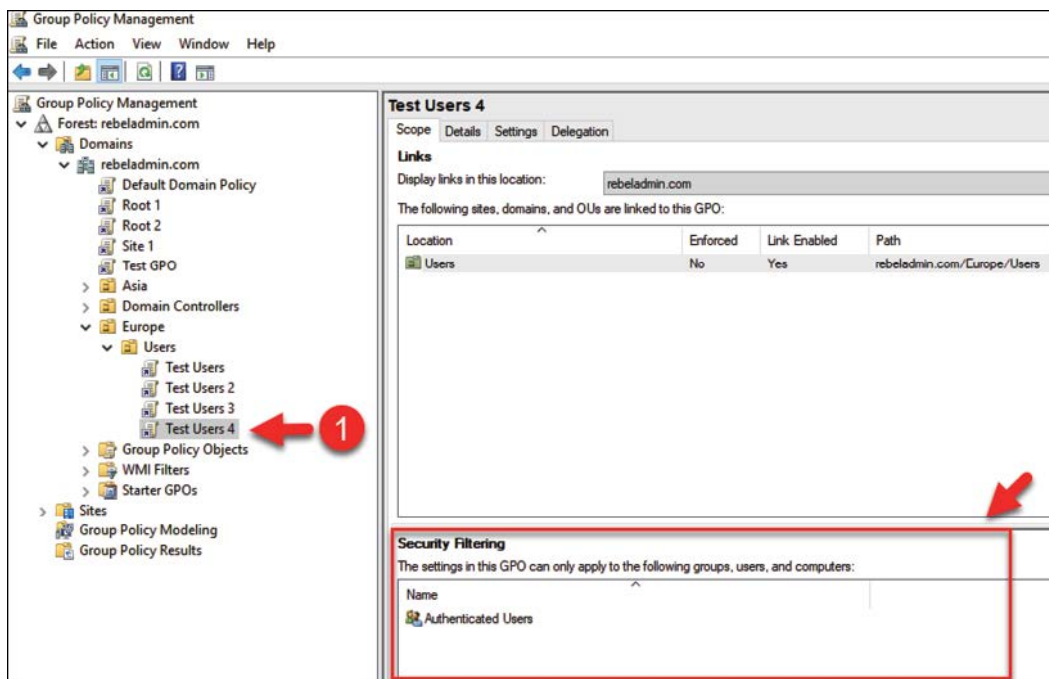 Group Policy Management
File Action View Window Help
Group Policy Management
Forest: rebeladmin.com
Domains
rebeladmin.com
Default Domain Policy
Root 1
Root 2
Site 1
Test GPO
Asia
Domain Controllers
Europe
Users
Test Users
Test Users 2
Test Users 3
Test Users 4
1
Group Policy Objects
WMI Filters
Starter GPOs
Sites
Group Policy Modeling
Group Policy Results
Test Users 4
Scope Details Settings Delegation
Links
Display links in this location: rebeladmin.com
The following sites, domains, and OUs are linked to this GPO:
Location Enforced Link Enabled Path
Users No Yes rebeladmin.com/Europe/Users
Security Filtering
The settings in this GPO can only apply to the following groups, users, and computers:
Name
Authenticated Users